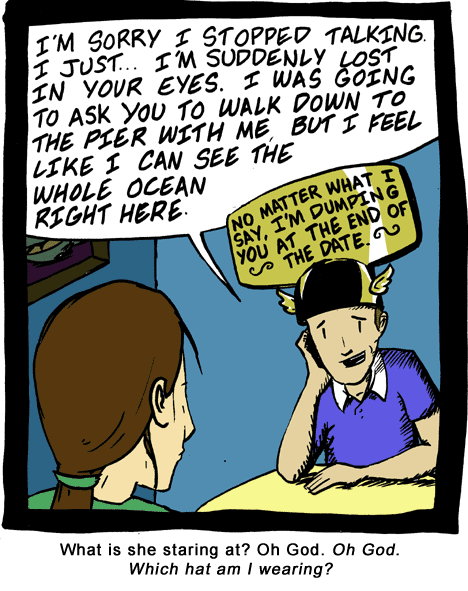 I'M SORRY I STOPPED TALKING.
I JUST... I'M SUDDENLY LOST
IN YOUR EYES. I WAS GOING
TO ASK YOU TO WALK DOWN TO
THE PIER WITH ME, BUT I FEEL
LIKE I CAN SEE THE
WHOLE OCEAN
RIGHT HERE.
NO MATTER WHAT I
SAY, I'M DUMPING
YOU AT THE END OF
THE DATE.
What is she staring at? Oh God. Oh God.
Which hat am I wearing?